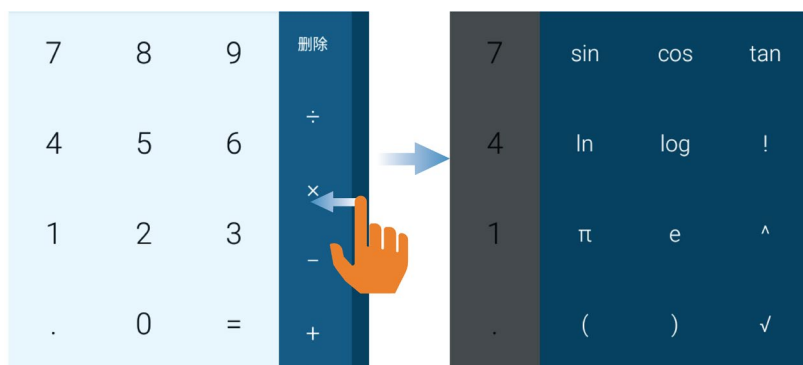 7 8 9 删除
÷
4 5 6
×
1 2 3
−
. 0 = +
7 sin cos tan
4 ln log !
1 π e ^
. ( ) √